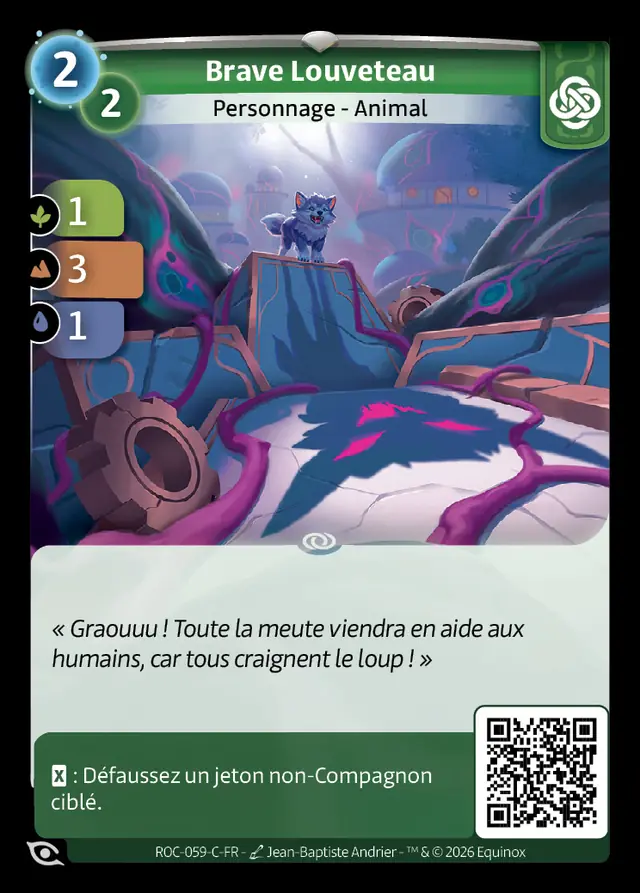 2
2
Brave Louveteau
Personnage - Animal
1
3
1
« Graouuu ! Toute la meute viendra en aide aux
humains, car tous craignent le loup ! »
X : Défaussez un jeton non-Compagnon
ciblé.
ROC-059-C-FR - Jean-Baptiste Andrier - ™ & © 2026 Equinox